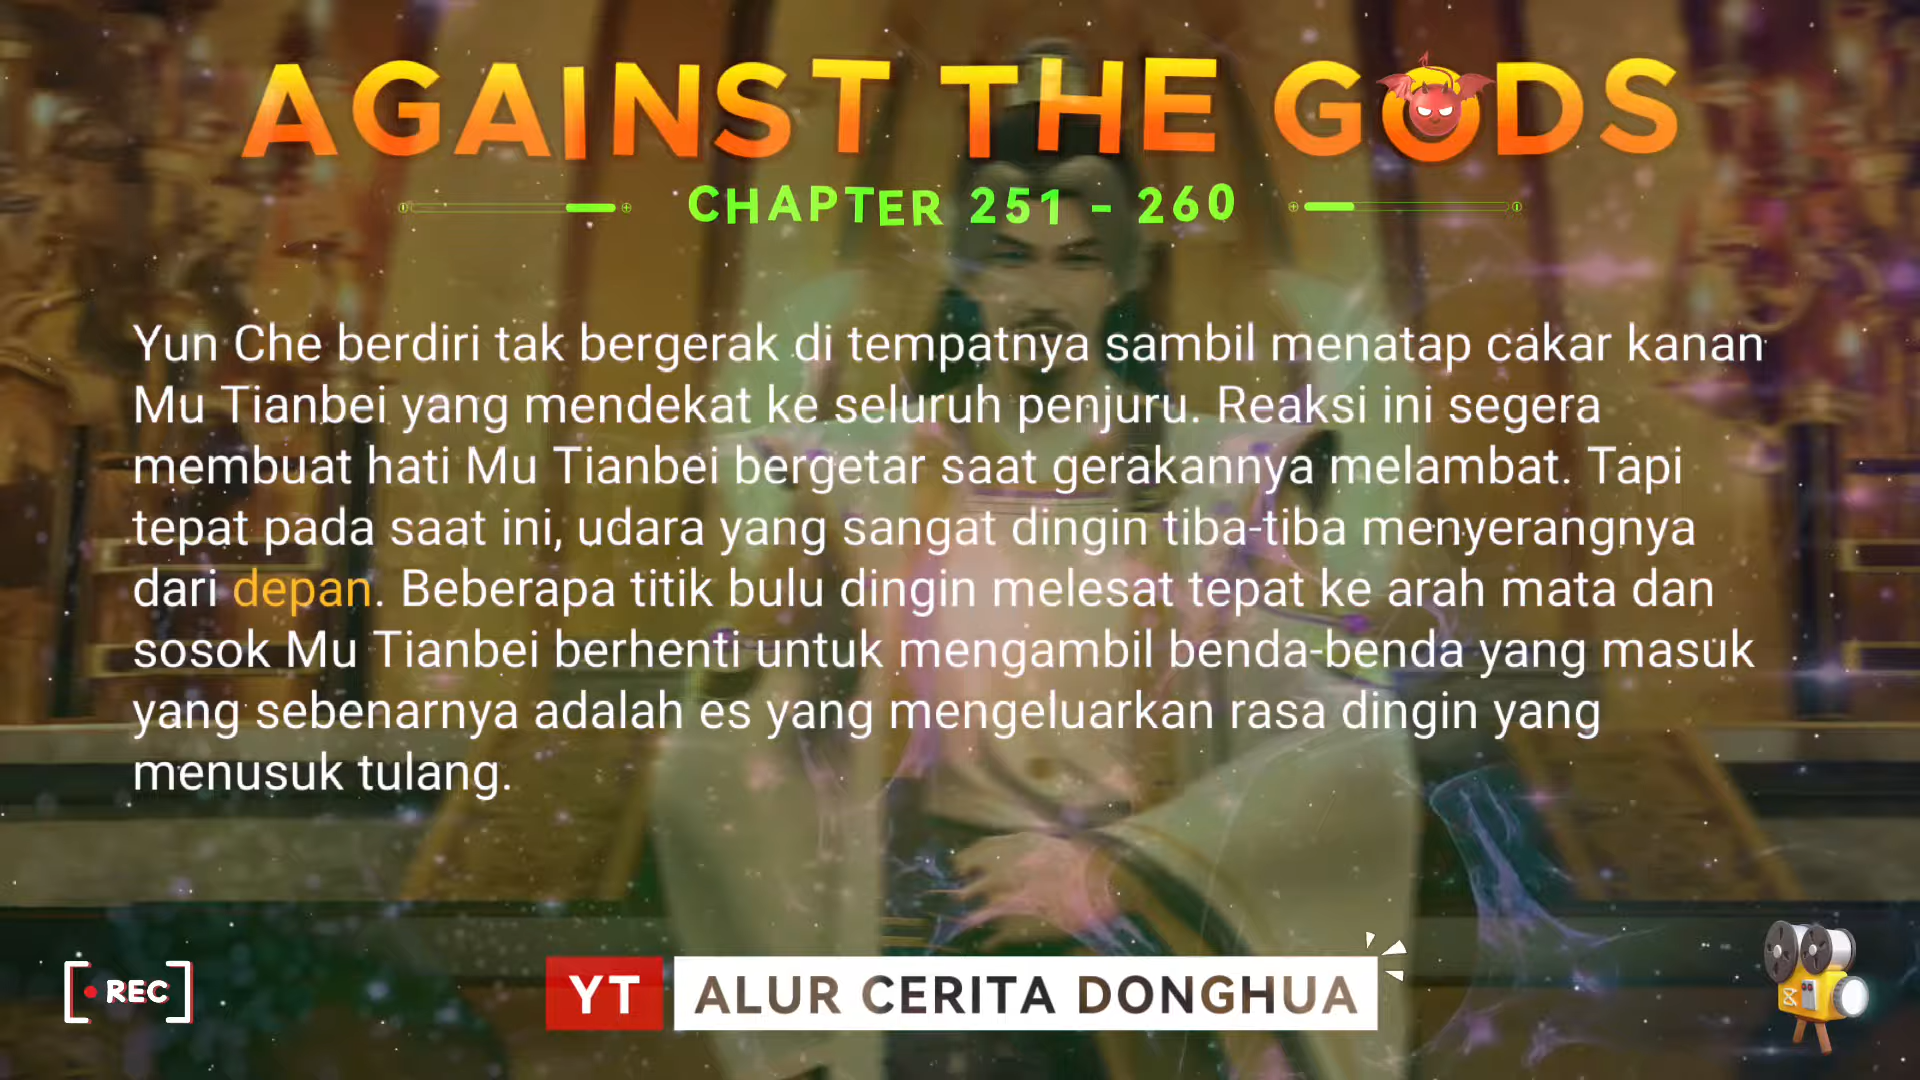 AGAINST THE GODS
CHAPTER 251 - 260
Yun Che berdiri tak bergerak di tempatnya sambil menatap cakar kanan
Mu Tianbei yang mendekat ke seluruh penjuru. Reaksi ini segera
membuat hati Mu Tianbei bergetar saat gerakannya melambat. Tapi
tepat pada saat ini, udara yang sangat dingin tiba-tiba menyerangnya
dari depan. Beberapa titik bulu dingin melesat tepat ke arah mata dan
sosok Mu Tianbei berhenti untuk mengambil benda-benda yang masuk
yang sebenarnya adalah es yang mengeluarkan rasa dingin yang
menusuk tulang.
REC
YT ALUR CERITA DONGHUA